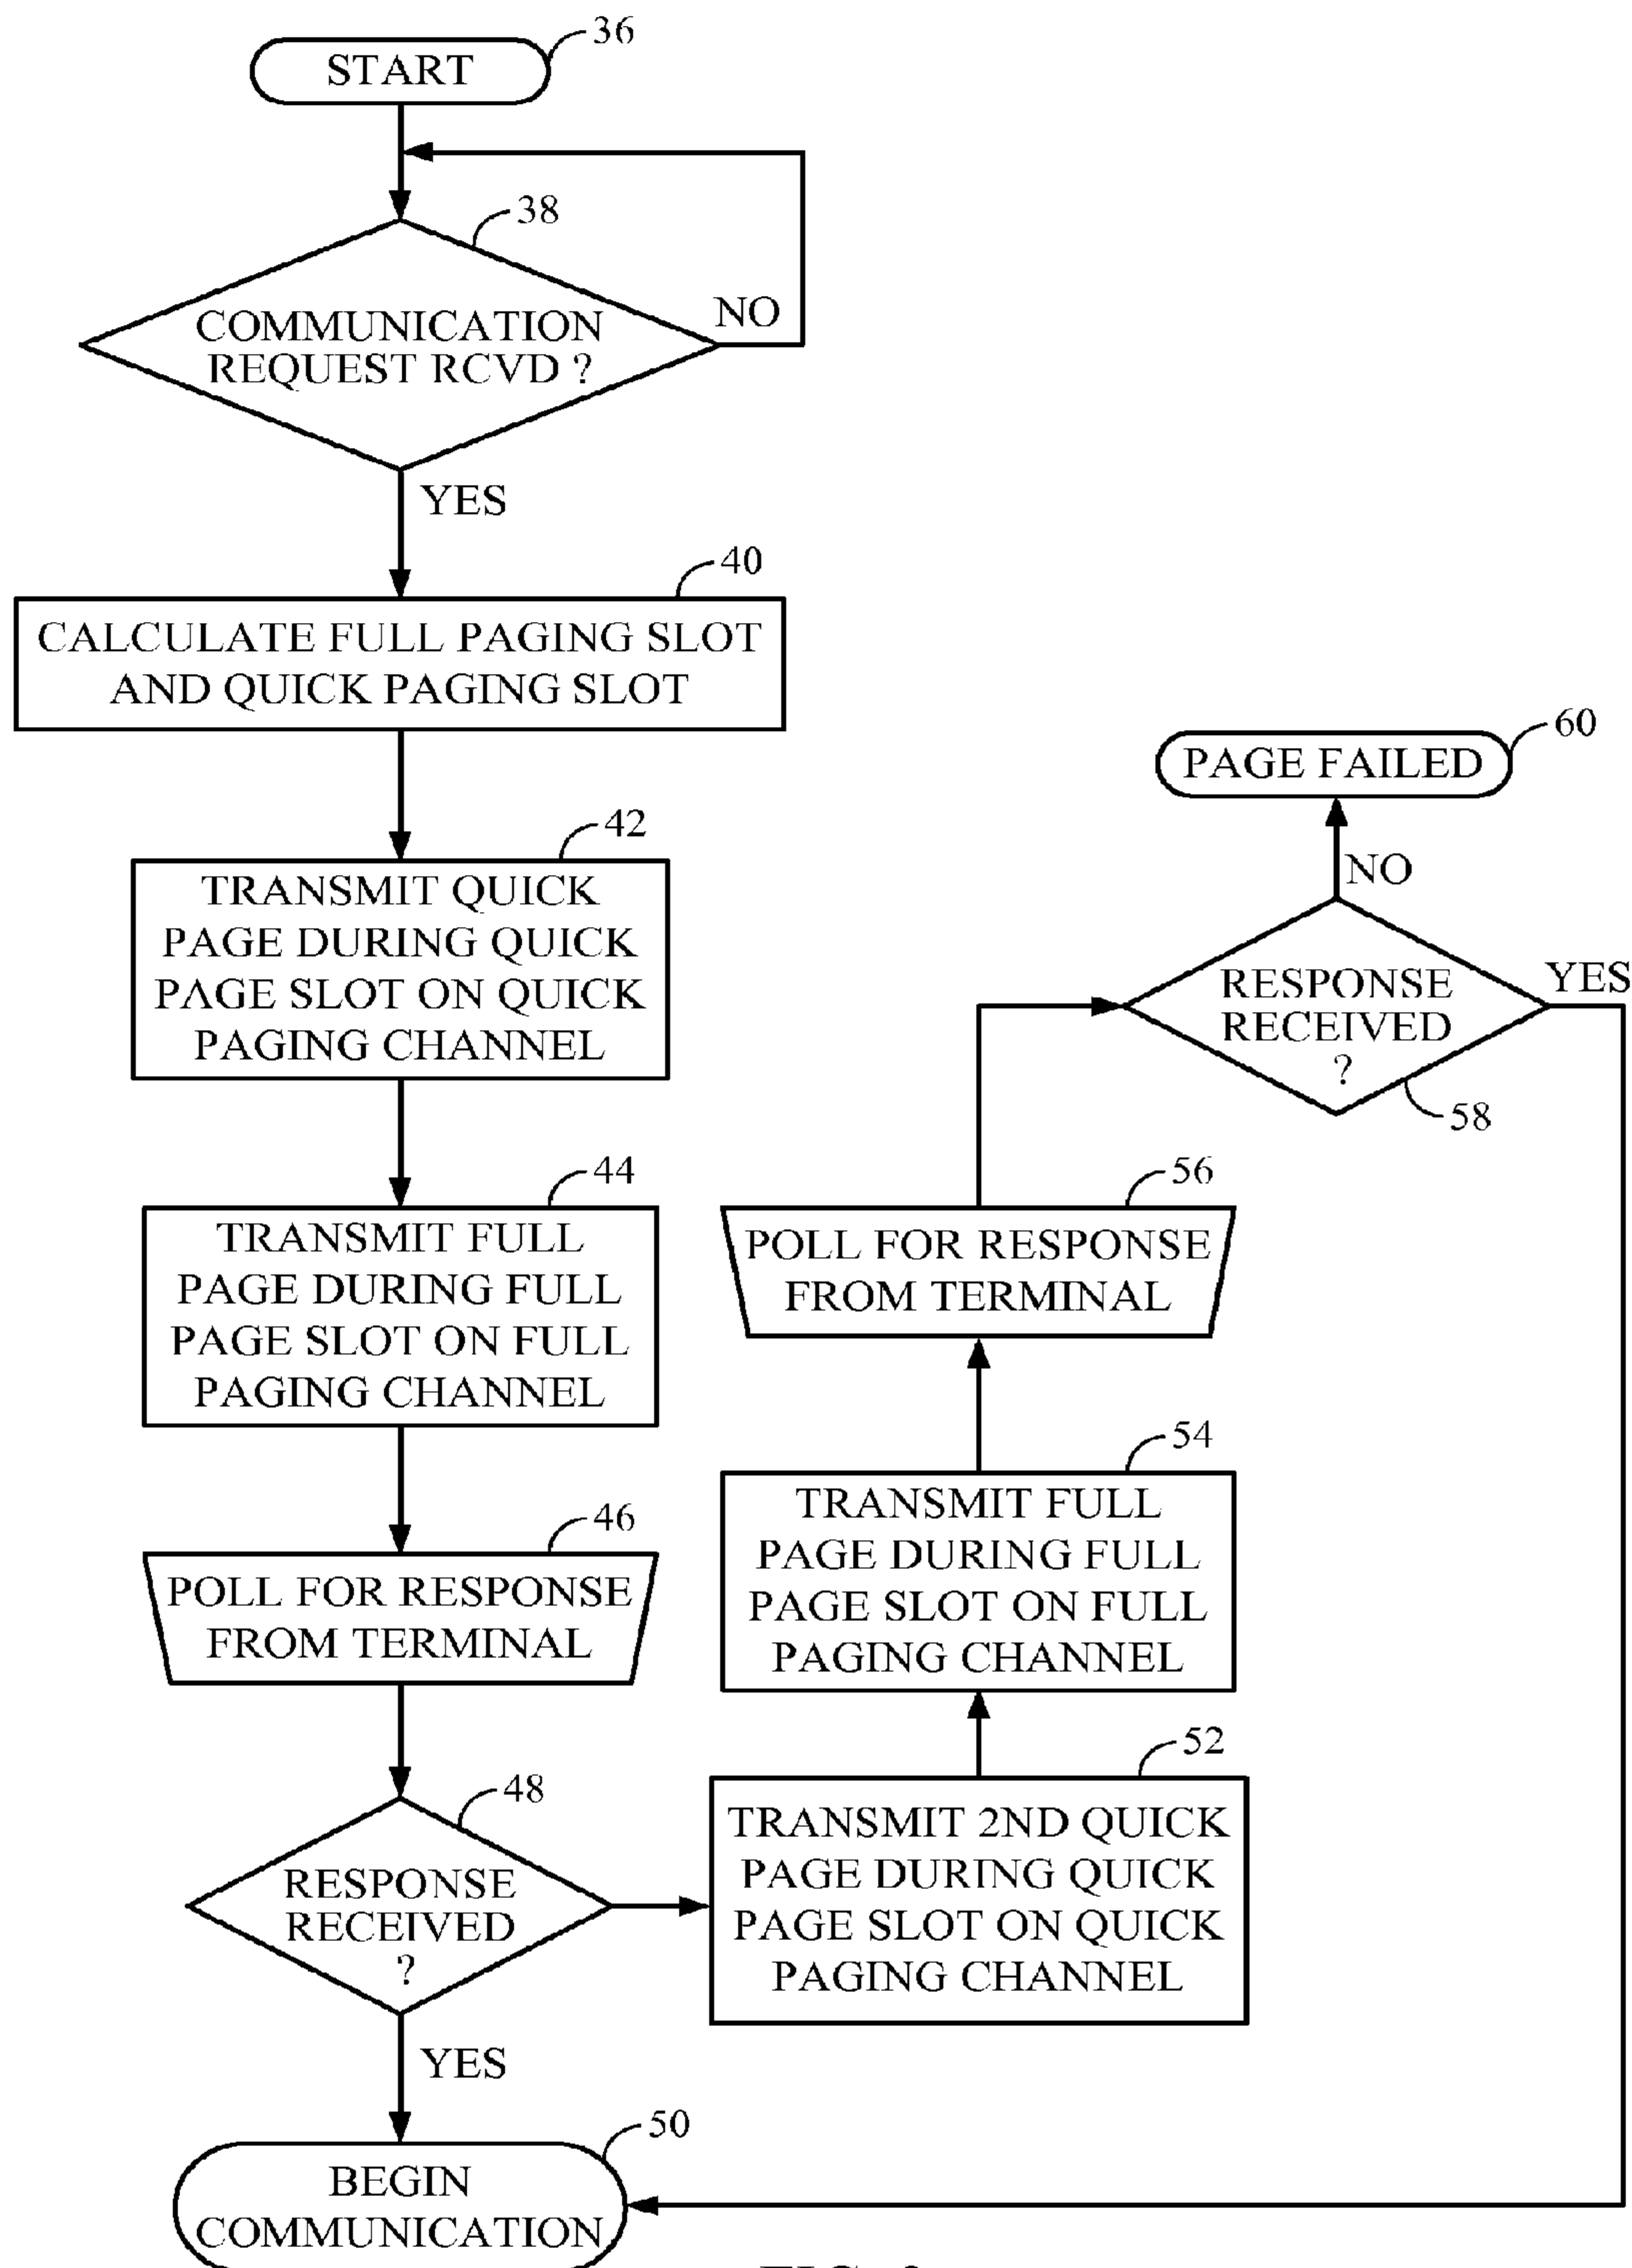 START
36
38
COMMUNICATION
REQUEST RCVD ?
NO
YES
40
CALCULATE FULL PAGING SLOT
AND QUICK PAGING SLOT
42
TRANSMIT QUICK
PAGE DURING QUICK
PAGE SLOT ON QUICK
PAGING CHANNEL
44
TRANSMIT FULL
PAGE DURING FULL
PAGE SLOT ON FULL
PAGING CHANNEL
46
POLL FOR RESPONSE
FROM TERMINAL
48
RESPONSE
RECEIVED
?
YES
50
BEGIN
COMMUNICATION
52
TRANSMIT 2ND QUICK
PAGE DURING QUICK
PAGE SLOT ON QUICK
PAGING CHANNEL
54
TRANSMIT FULL
PAGE DURING FULL
PAGE SLOT ON FULL
PAGING CHANNEL
56
POLL FOR RESPONSE
FROM TERMINAL
58
RESPONSE
RECEIVED
?
YES
NO
60
PAGE FAILED